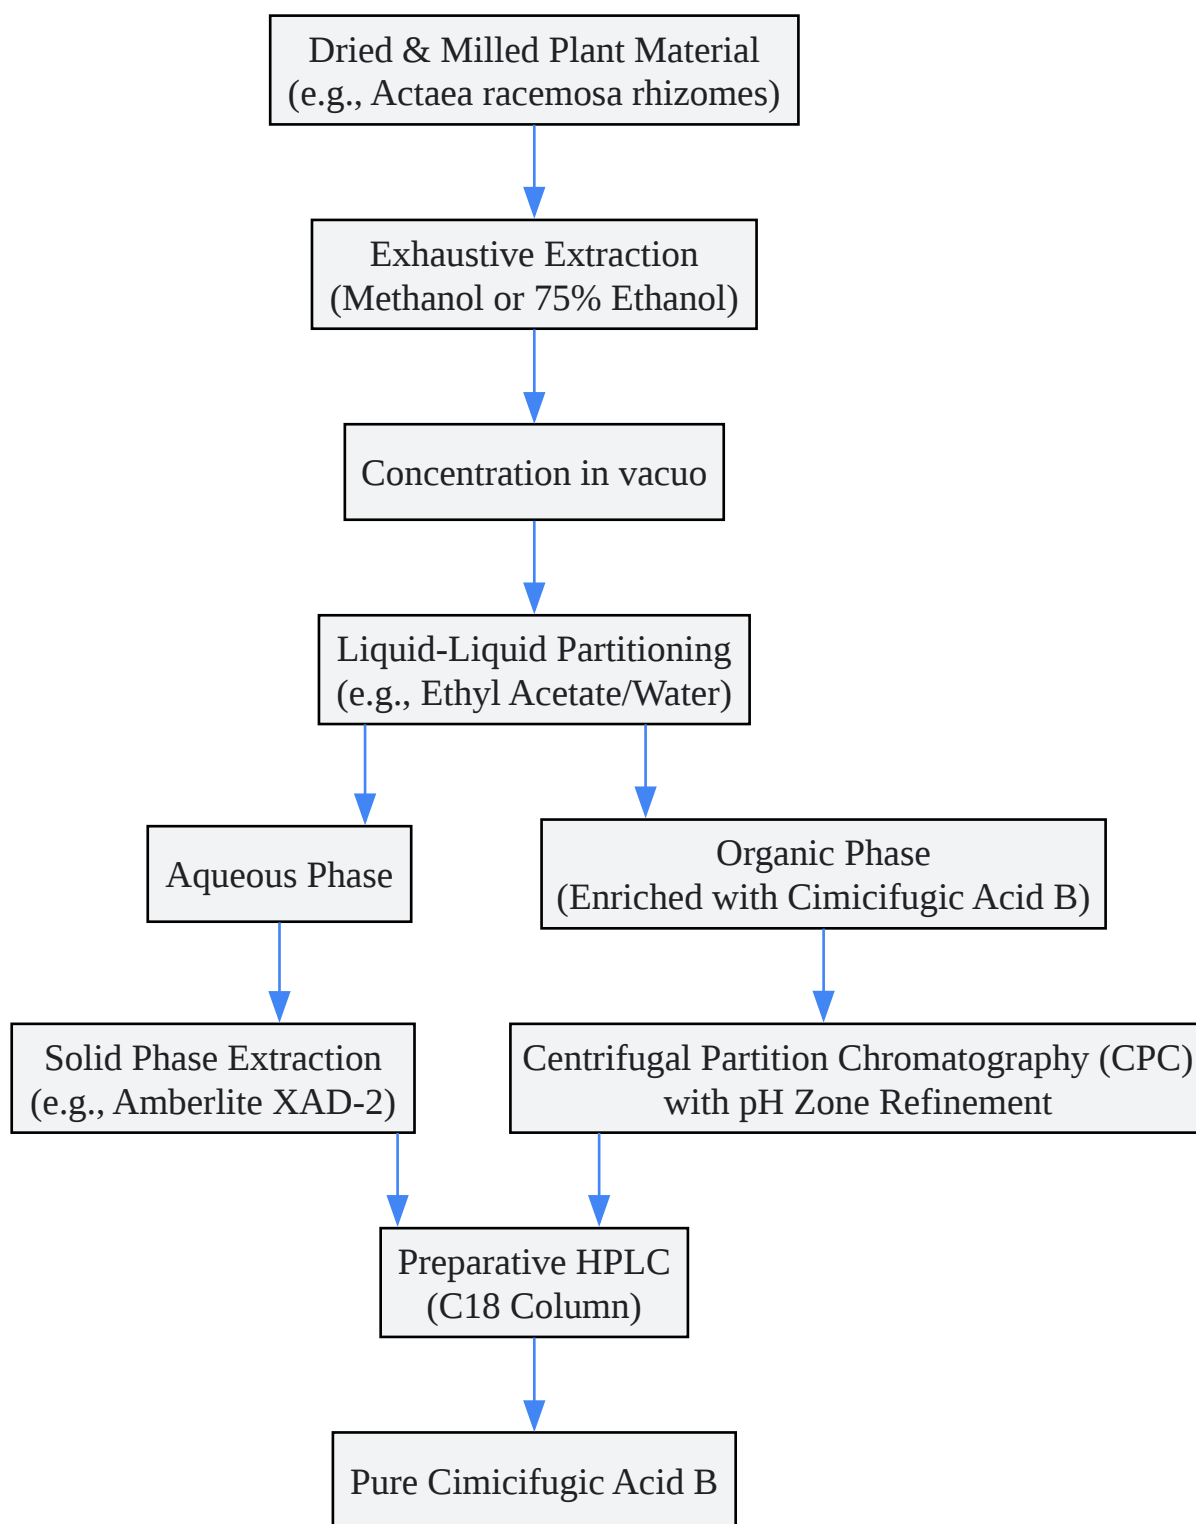 Dried & Milled Plant Material
(e.g., Actaea racemosa rhizomes)
Exhaustive Extraction
(Methanol or 75% Ethanol)
Concentration in vacuo
Liquid-Liquid Partitioning
(e.g., Ethyl Acetate/Water)
Aqueous Phase
Organic Phase
(Enriched with Cimicifugic Acid B)
Solid Phase Extraction
(e.g., Amberlite XAD-2)
Centrifugal Partition Chromatography (CPC)
with pH Zone Refinement
Preparative HPLC
(C18 Column)
Pure Cimicifugic Acid B